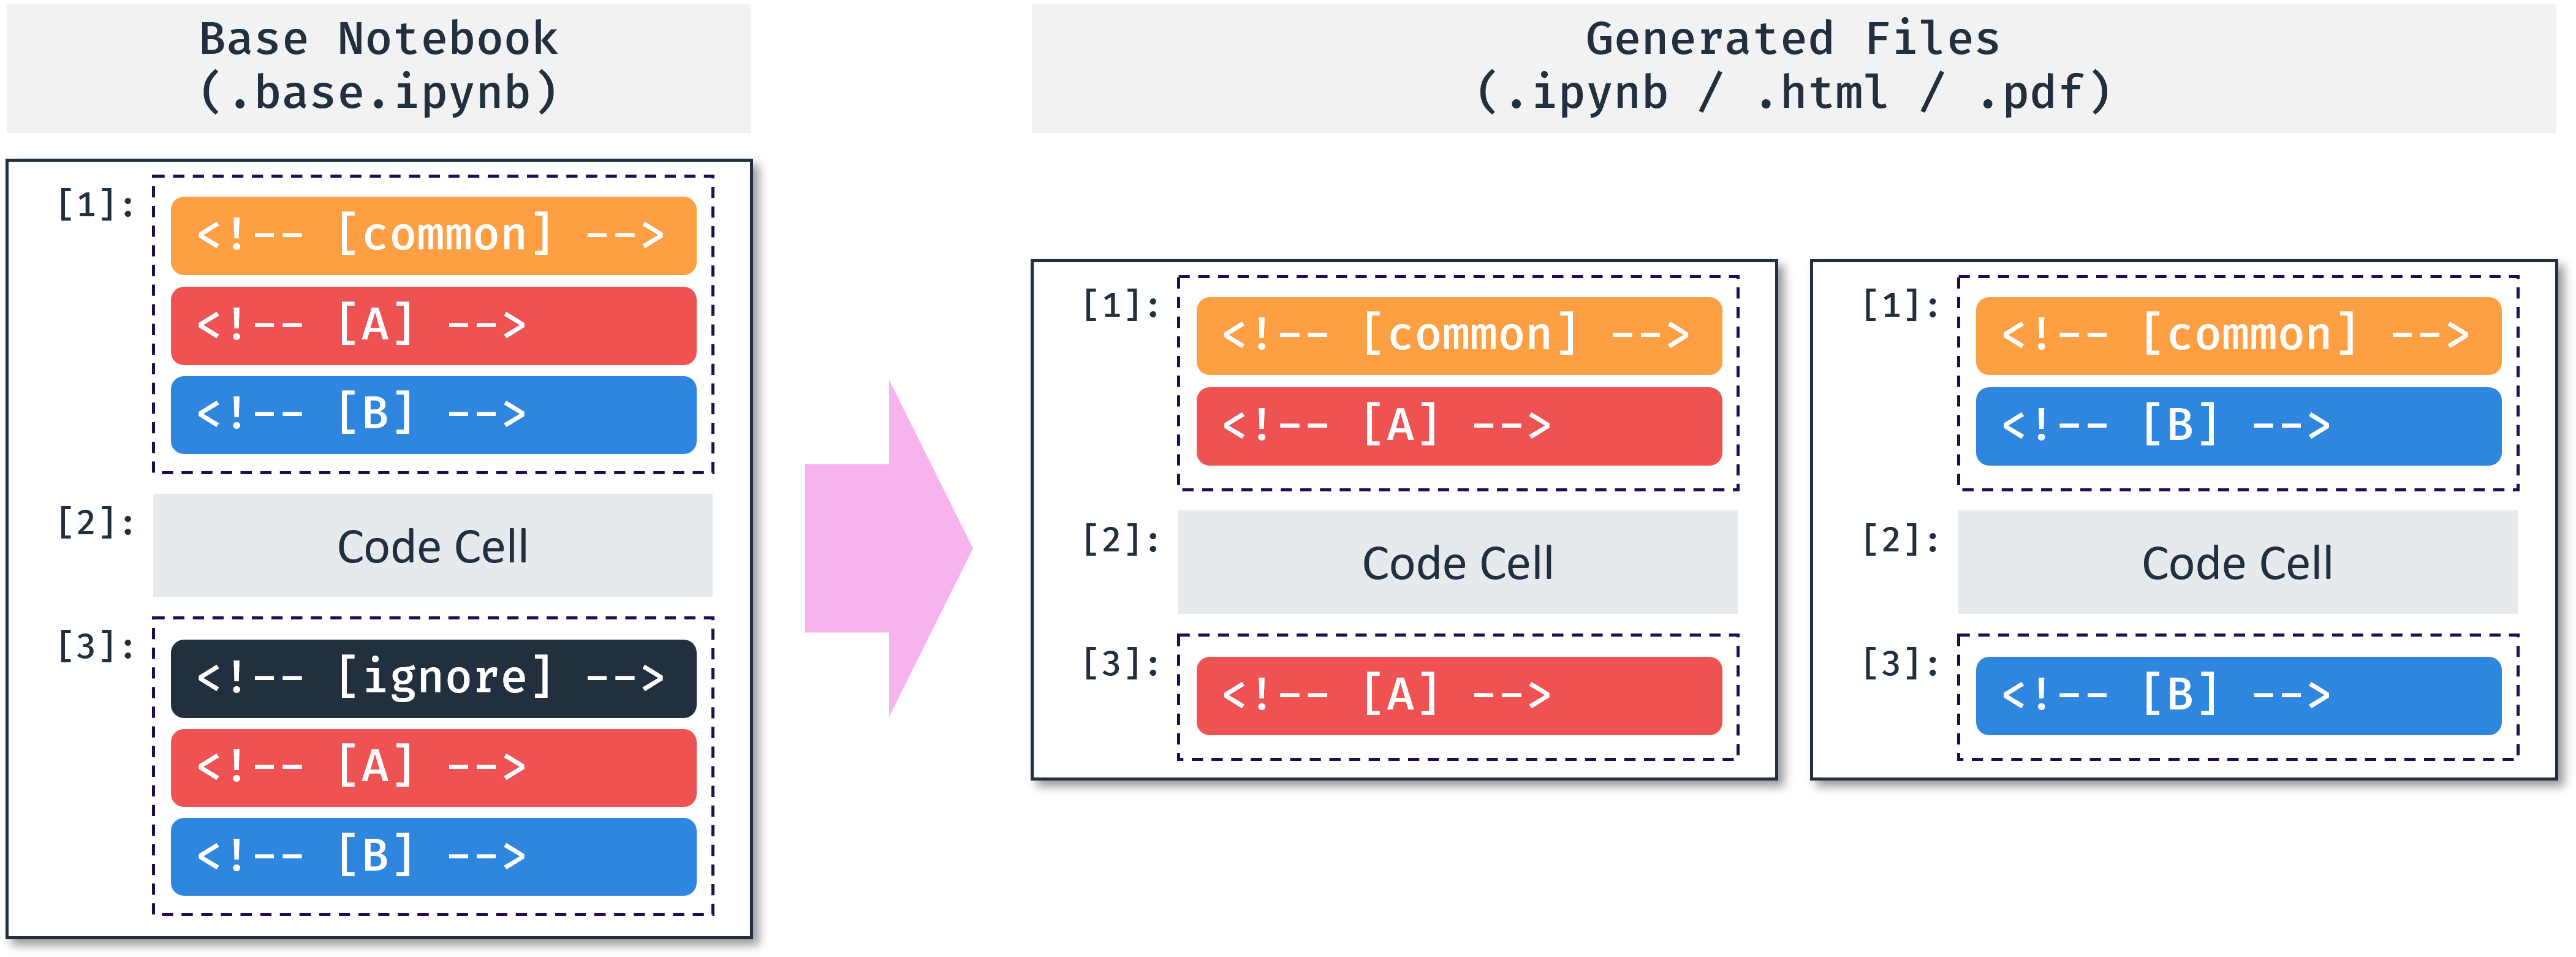 Base Notebook
(.base.ipynb)
[1]:
<!-- [common] -->
<!-- [A] -->
<!-- [B] -->
[2]:
Code Cell
[3]:
<!-- [ignore] -->
<!-- [A] -->
<!-- [B] -->
Generated Files
(.ipynb / .html / .pdf)
[1]:
<!-- [common] -->
<!-- [A] -->
[2]:
Code Cell
[3]:
<!-- [A] -->
[1]:
<!-- [common] -->
<!-- [B] -->
[2]:
Code Cell
[3]:
<!-- [B] -->